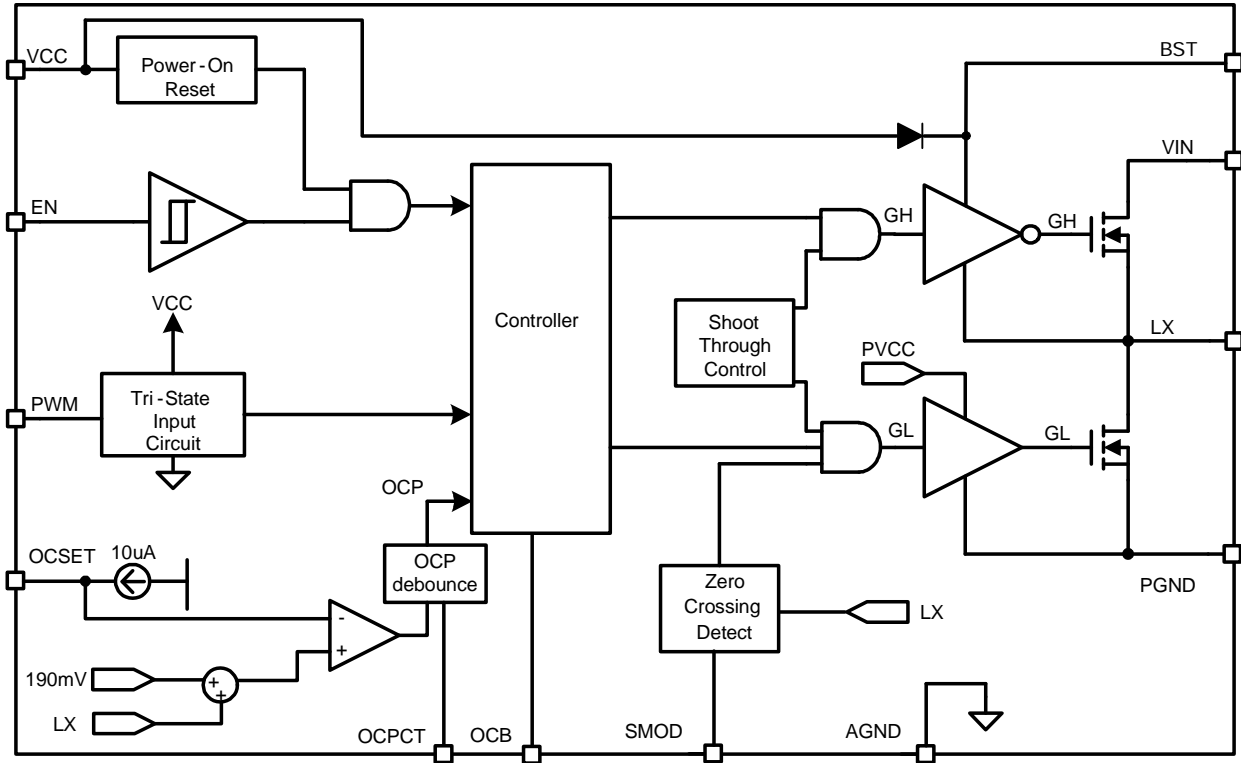 VCC
Power-On
Reset
BST
VIN
EN
GH
GH
VCC
Controller
Shoot
Through
Control
LX
PVCC
PWM
Tri-State
Input
Circuit
GL
GL
OCP
OCSET
10uA
OCP
debounce
Zero
Crossing
Detect
PGND
LX
-
+
190mV
+
+
LX
OCPCT
OCB
SMOD
AGND